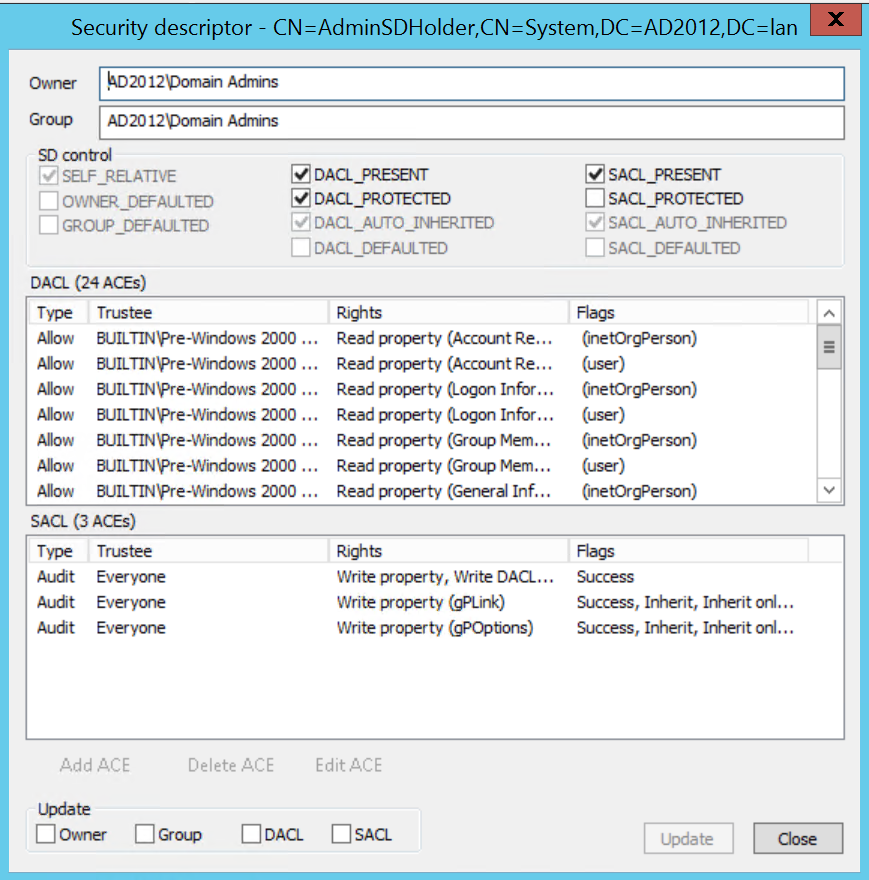 Security descriptor - CN=AdminSDHolder,CN=System,DC=AD2012,DC=lan
Owner AD2012\Domain Admins
Group AD2012\Domain Admins
SD control
SELF_RELATIVE DACL_PRESENT SACL_PRESENT
OWNER_DEFAULTED DACL_PROTECTED SACL_PROTECTED
GROUP_DEFAULTED DACL_AUTO_INHERITED SACL_AUTO_INHERITED
DACL_DEFAULTED SACL_DEFAULTED
DACL (24 ACEs)
Type Trustee Rights Flags
Allow BUILTIN\Pre-Windows 2000 ... Read property (Account Re... (inetOrgPerson)
Allow BUILTIN\Pre-Windows 2000 ... Read property (Account Re... (user)
Allow BUILTIN\Pre-Windows 2000 ... Read property (Logon Infor... (inetOrgPerson)
Allow BUILTIN\Pre-Windows 2000 ... Read property (Logon Infor... (user)
Allow BUILTIN\Pre-Windows 2000 ... Read property (Group Mem... (inetOrgPerson)
Allow BUILTIN\Pre-Windows 2000 ... Read property (Group Mem... (user)
Allow BUILTIN\Pre-Windows 2000 ... Read property (General Inf... (inetOrgPerson)
SACL (3 ACEs)
Type Trustee Rights Flags
Audit Everyone Write property, Write DACL... Success
Audit Everyone Write property (gPLink) Success, Inherit, Inherit onl...
Audit Everyone Write property (gPOptions) Success, Inherit, Inherit onl...
Add ACE Delete ACE Edit ACE
Update
Owner Group DACL SACL Update Close